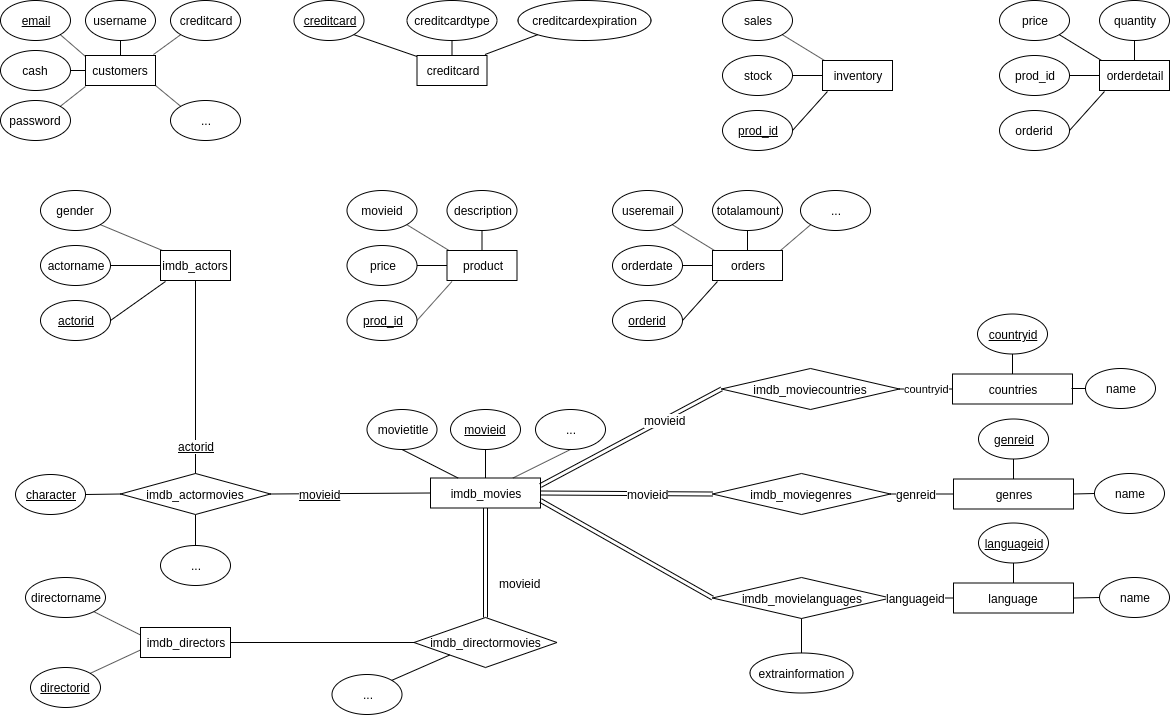 email
username
creditcard
cash
customers
password
...
creditcard
creditcardtype
creditcardexpiration
creditcard
sales
stock
inventory
prod_id
price
quantity
prod_id
orderdetail
orderid
gender
actorname
imdb_actors
actorid
movieid
description
price
product
prod_id
useremail
totalamount
...
orderdate
orders
orderid
countryid
imdb_moviecountries
countryid
countries
name
movieid
movietitle
movieid
...
actorid
character
imdb_actormovies
movieid
imdb_movies
movieid
imdb_moviegenres
genreid
genreid
genres
name
...
movieid
languageid
imdb_movielanguages
languageid
language
name
extrainformation
directorname
imdb_directors
directorid
imdb_directormovies
...